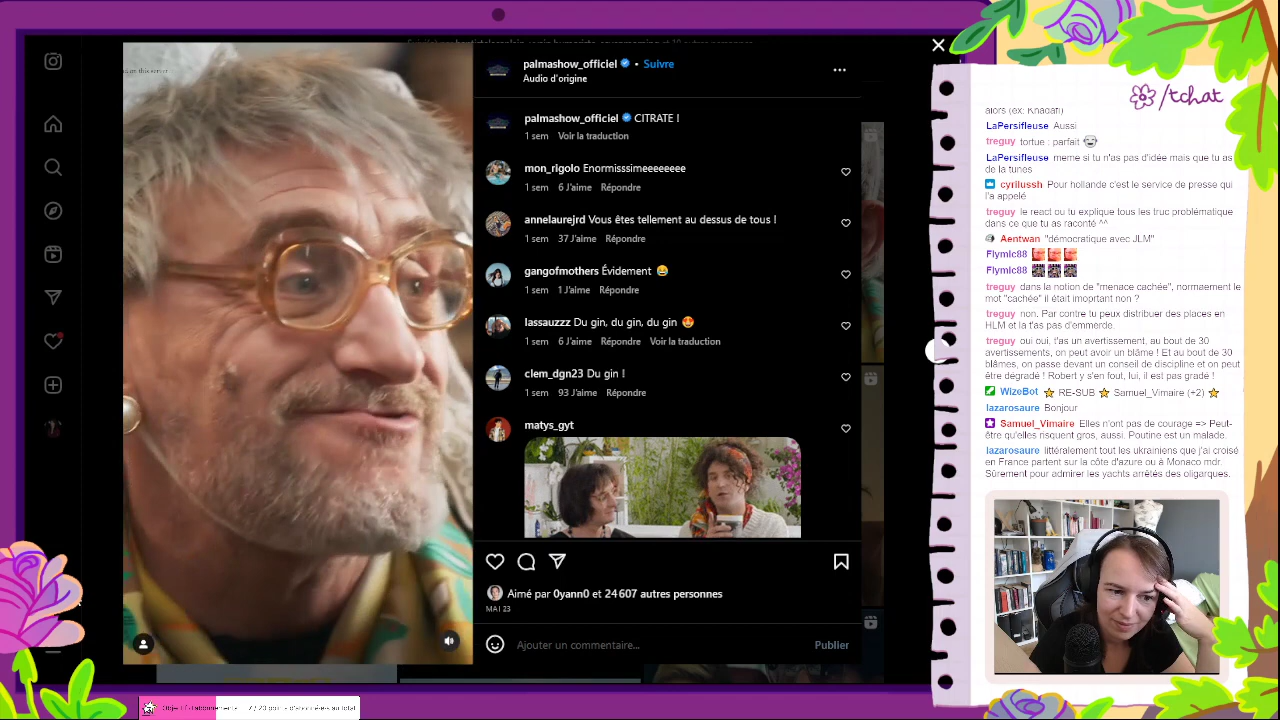 palmashow_officiel • Suivre
Audio d'origine
palmashow_officiel CITRATE !
1 sem Voir la traduction
mon_rigolo Enormisssimeeeeeeee
1 sem 6 J'aime Répondre
annelaurejrd Vous êtes tellement au dessus de tous !
1 sem 37 J'aime Répondre
gangofmothers Évidement 😂
1 sem 1 J'aime Répondre
lassauzzz Du gin, du gin, du gin 😍
1 sem 6 J'aime Répondre Voir la traduction
clem_dgn23 Du gin !
1 sem 93 J'aime Répondre
matys_gyt
Aimé par 0yann0 et 24 607 autres personnes
MAI 23
Ajouter un commentaire... Publier
/tchat
alors (ex: Khadafi)
LaPersifleuse Aussi
treguy tortue : parfait
LaPersifleuse meme si tu n'as pas d'idée mais que tu as
de la tunes
cyrilussh Pour hollande c'est le service de presse qui
l'a appelé
treguy le react ou tu explique tous les truc problématique
dans ce que tu as raconté ^^
Aentwan "démocratique avec JLM"
Flymic88
Flymic88
treguy dans la notion de "menace cachée", normaement le
mot "cachée" il était important non ?
treguy non. Par contre tu peux distribuer des places en
HLM et la t'as pas d'emmerde.
treguy oui oui, t'as un avertissement, au bout de 30
avertissements, on peut avoir un blâme ! Et au bout de 30
blâmes, on passe devant un conseil de discipline et on peut
être dégradé ! Robert y s'en fout, lui, il est pas gradé !
WizeBot ⭐ RE-SUB ⭐ Samuel_Vimaire (+2) ⭐
lazarosaure Bonjour
Samuel_Vimaire Elles n'ont pas de courage => Peut-
être qu'elles risquent gros, aussi. Poutine est un malade.
lazarosaure littéralement tout les ukrainiens que j'ai croisé
en France partent sur la côte d'azure ou à Monaco mdr.
Sûrement pour admirer les yachts arrêtés des oligarques.